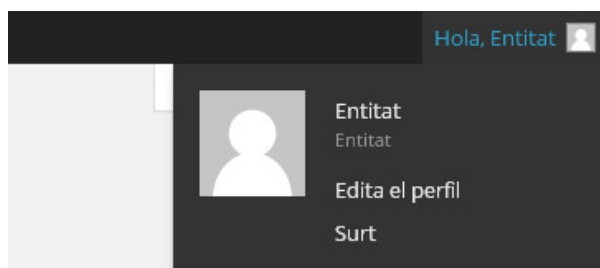 Hola, Entitat
Entitat
Entitat
Edita el perfil
Surt